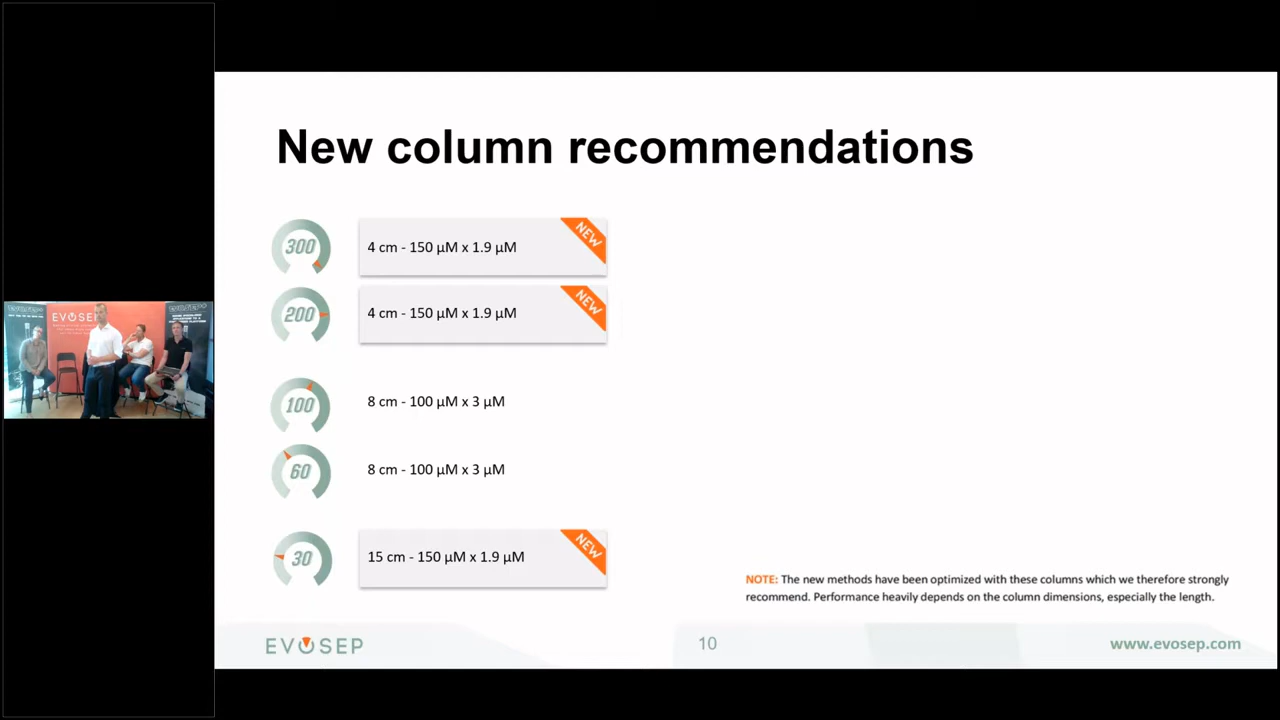 New column recommendations
300
4 cm - 150 µM x 1.9 µM
NEW
200
4 cm - 150 µM x 1.9 µM
NEW
100
8 cm - 100 µM x 3 µM
60
8 cm - 100 µM x 3 µM
30
15 cm - 150 µM x 1.9 µM
NEW
NOTE: The new methods have been optimized with these columns which we therefore strongly
recommend. Performance heavily depends on the column dimensions, especially the length.
EVOSEP
10
www.evosep.com